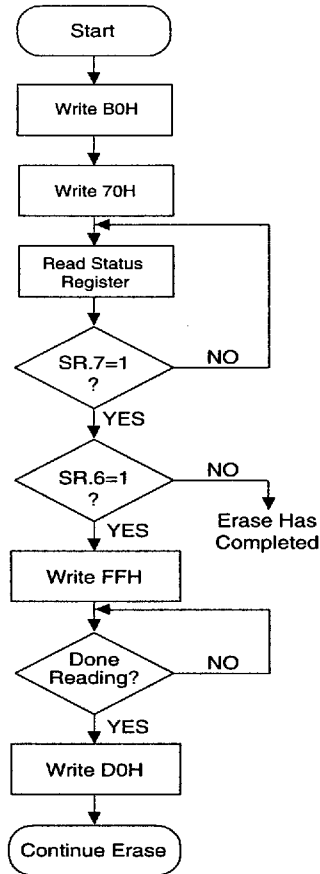 Start
Write B0H
Write 70H
Read Status
Register
SR.7=1
?
NO
YES
SR.6=1
?
NO
Erase Has
Completed
YES
Write FFH
Done
Reading?
NO
YES
Write D0H
Continue Erase